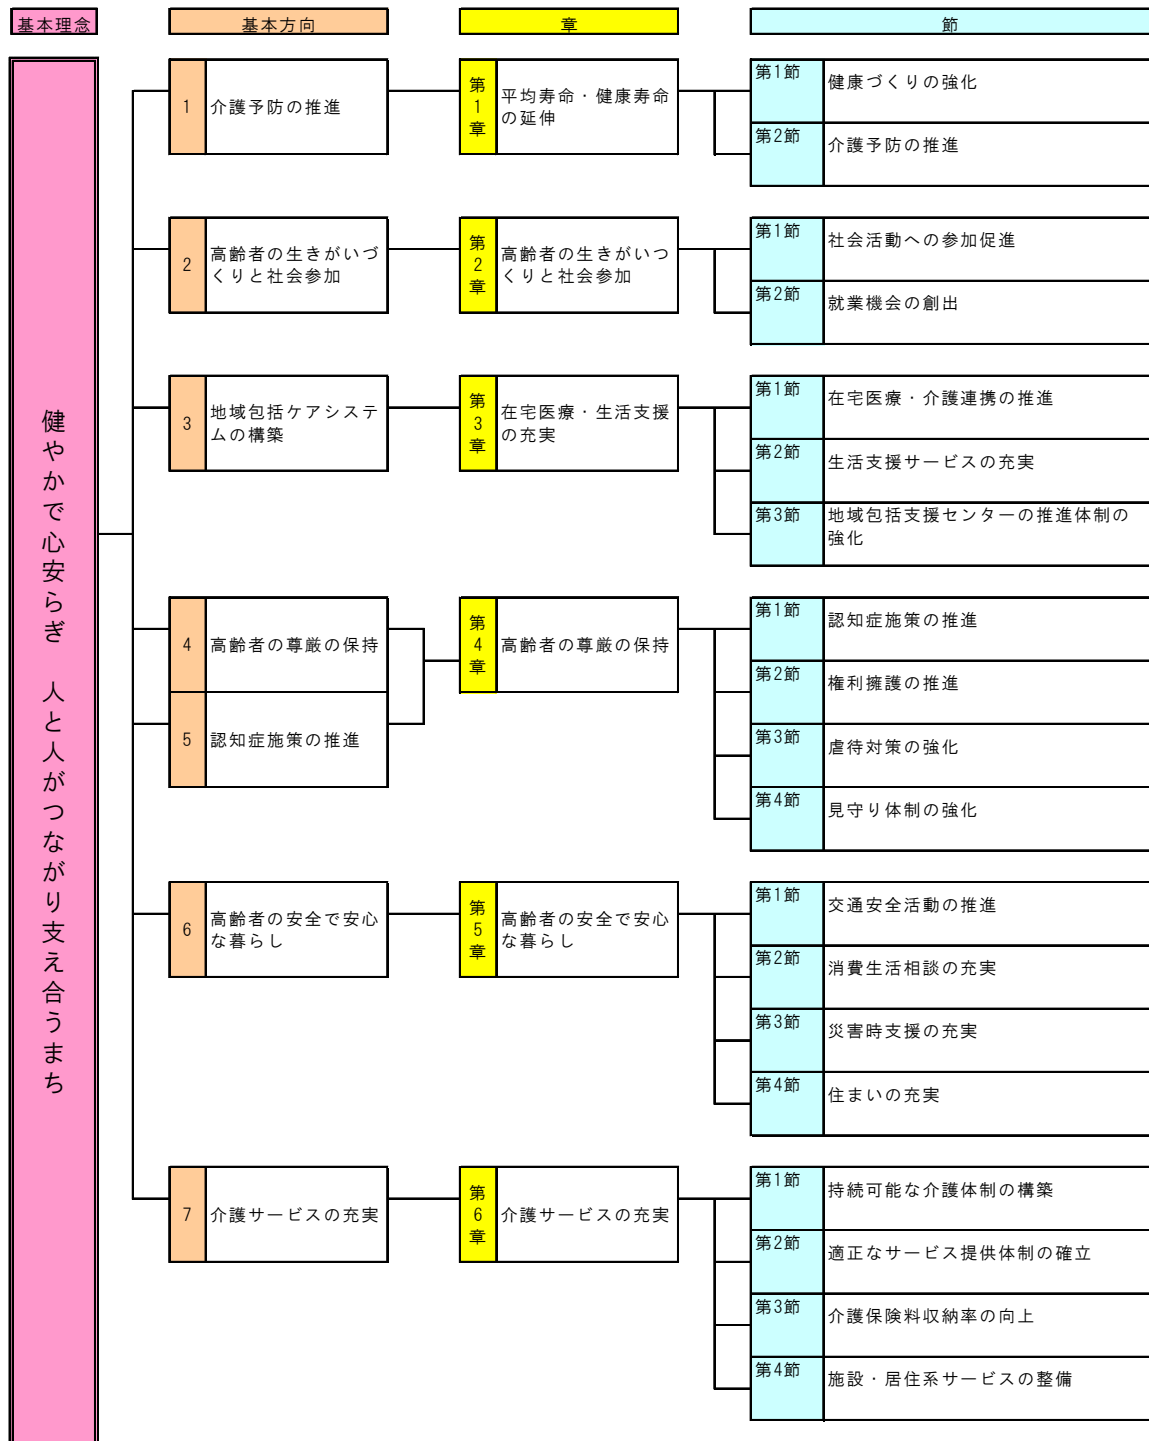 基本理念
基本方向
章
節
健やかで心安らぎ　人と人がつながり支え合うまち
1
介護予防の推進
第1章
平均寿命・健康寿命
の延伸
第1節
健康づくりの強化
第2節
介護予防の推進
2
高齢者の生きがいづ
くりと社会参加
第2章
高齢者の生きがいつ
くりと社会参加
第1節
社会活動への参加促進
第2節
就業機会の創出
3
地域包括ケアシステ
ムの構築
第3章
在宅医療・生活支援
の充実
第1節
在宅医療・介護連携の推進
第2節
生活支援サービスの充実
第3節
地域包括支援センターの推進体制の
強化
4
高齢者の尊厳の保持
5
認知症施策の推進
第4章
高齢者の尊厳の保持
第1節
認知症施策の推進
第2節
権利擁護の推進
第3節
虐待対策の強化
第4節
見守り体制の強化
6
高齢者の安全で安心
な暮らし
第5章
高齢者の安全で安心
な暮らし
第1節
交通安全活動の推進
第2節
消費生活相談の充実
第3節
災害時支援の充実
第4節
住まいの充実
7
介護サービスの充実
第6章
介護サービスの充実
第1節
持続可能な介護体制の構築
第2節
適正なサービス提供体制の確立
第3節
介護保険料収納率の向上
第4節
施設・居住系サービスの整備